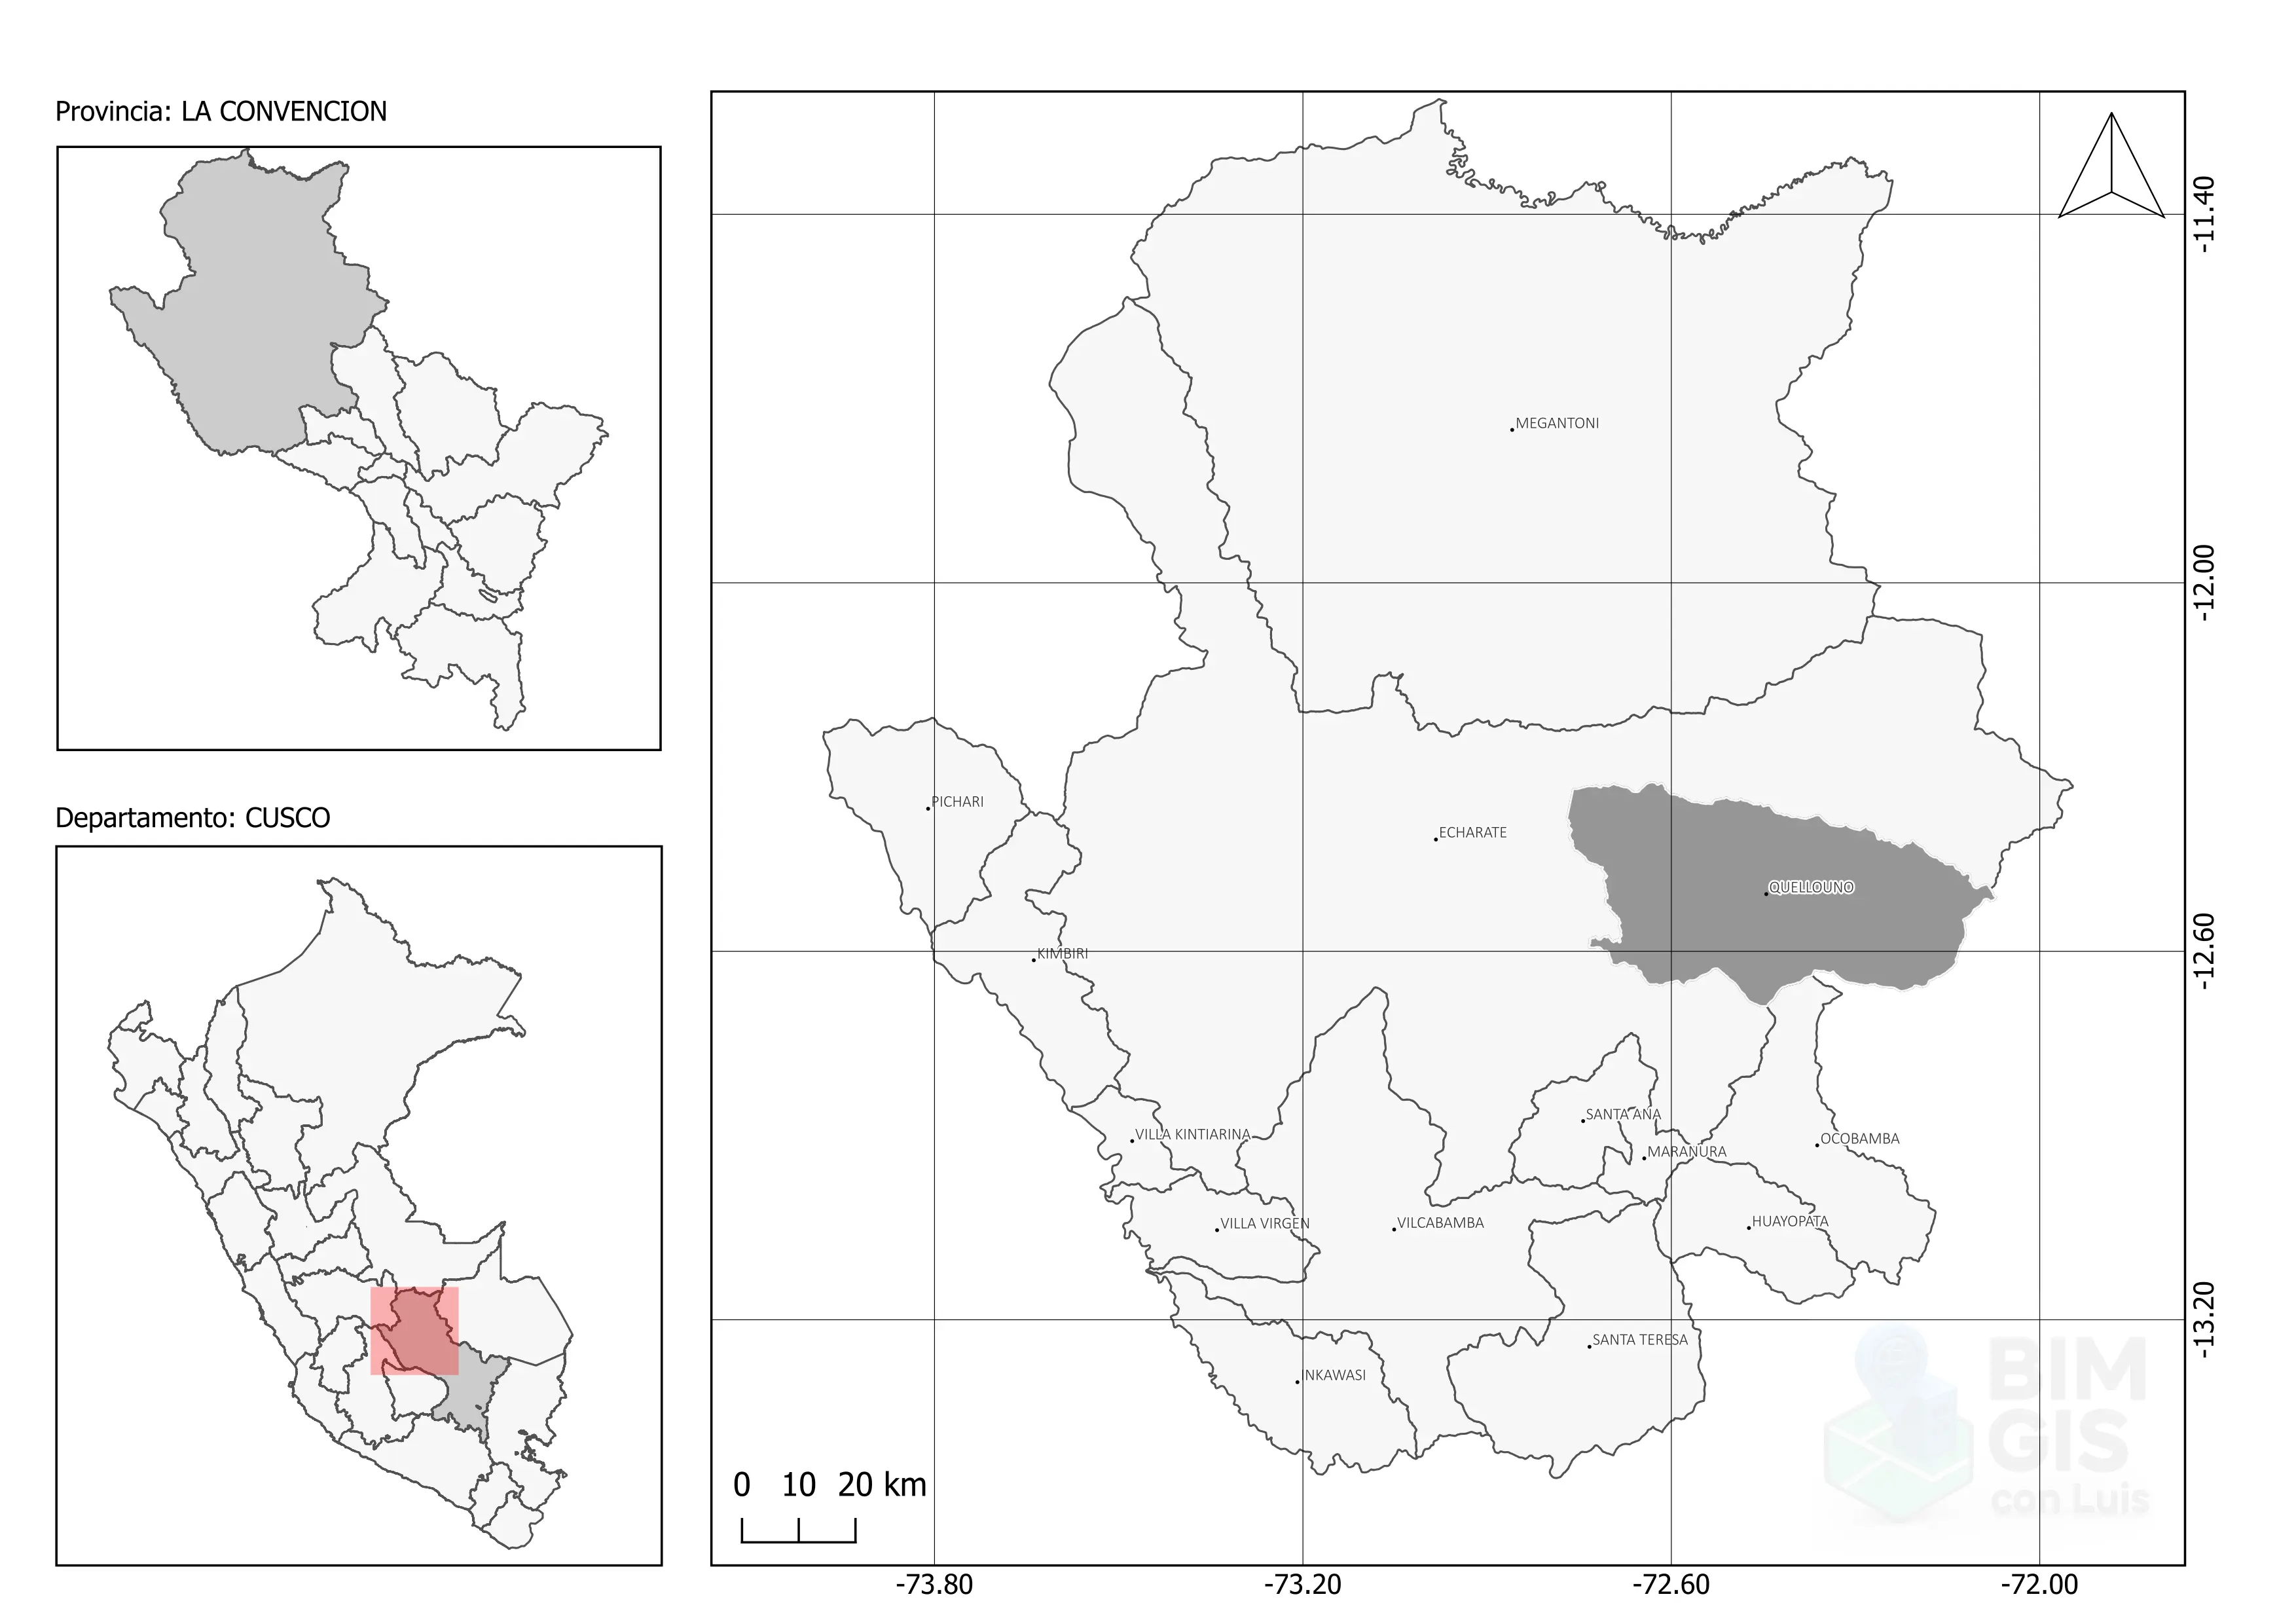 Provincia: LA CONVENCION
Departamento: CUSCO
MEGANTONI
PICHARI
ECHARATE
QUELLOUNO
KIMBIRI
SANTA ANA
VILLA KINTIARINA
OCOBAMBA
MARANURA
VILLA VIRGEN
VILCABAMBA
HUAYOPATA
SANTA TERESA
INKAWASI
0 10 20 km
-73.80 -73.20 -72.60 -72.00
-11.40
-12.00
-12.60
-13.20
BIM
GIS
con Luis